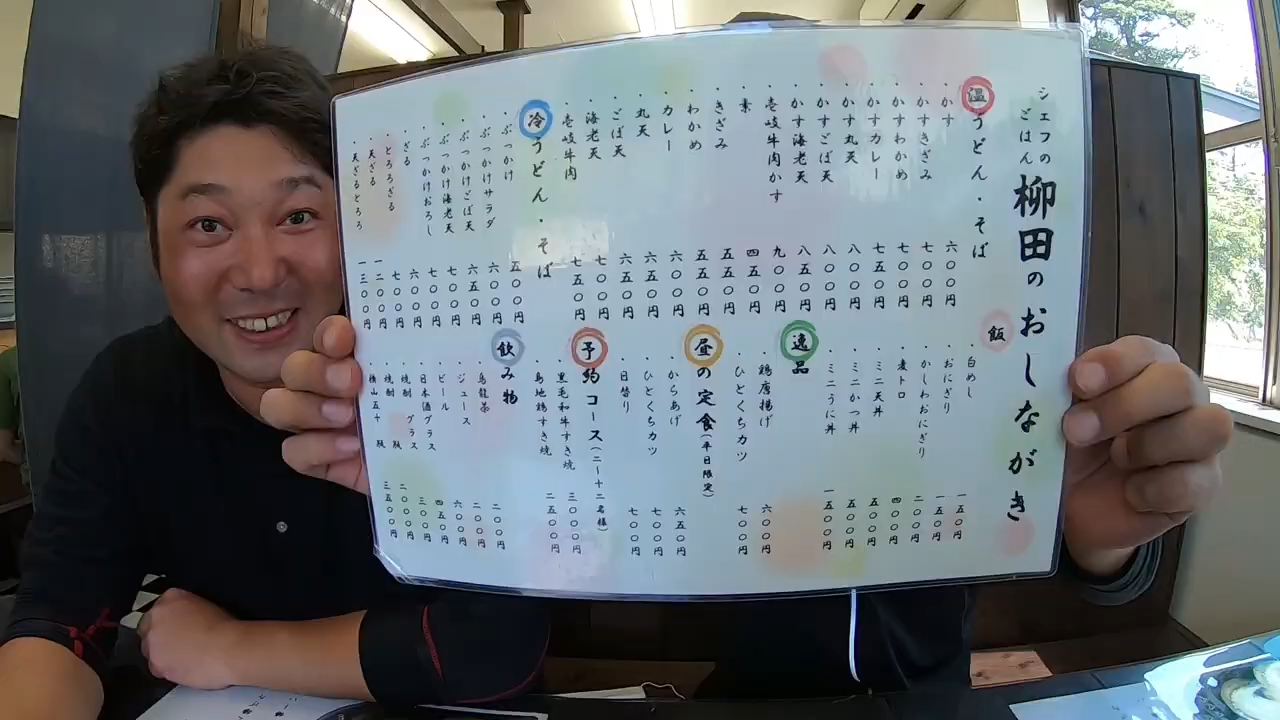 シェフの
ごはん 柳田のおしながき
温うどん・そば
・かす 六〇〇円
・かすきざみ 七〇〇円
・かすわかめ 七〇〇円
・かすカレー 七五〇円
・かす丸天 八〇〇円
・かすごぼ天 八〇〇円
・かす海老天 八五〇円
・壱岐牛肉かす 九〇〇円
・素 四五〇円
・きざみ 五五〇円
・わかめ 五五〇円
・カレー 六〇〇円
・丸天 六五〇円
・ごぼ天 六五〇円
・海老天 七〇〇円
・壱岐牛肉 七五〇円
冷うどん・そば
・ぶっかけ 五〇〇円
・ぶっかけサラダ 六〇〇円
・ぶっかけごぼ天 六五〇円
・ぶっかけ海老天 七〇〇円
・ぶっかけおろし 七〇〇円
・ざる 六〇〇円
・とろろざる 七〇〇円
・天ざる 一二〇〇円
・天ざるとろろ 一三〇〇円
飯
・白めし 一五〇円
・おにぎり 一五〇円
・かしわおにぎり 二〇〇円
・麦トロ 四〇〇円
・ミニ天丼 五五〇円
・ミニかつ丼 五五〇円
・ミニうに丼 一五〇〇円
逸品
・鶏唐揚げ 六〇〇円
・ひとくちカツ 七〇〇円
昼の定食(平日限定)
・からあげ 六五〇円
・ひとくちカツ 七〇〇円
・日替り 七〇〇円
予約コース(二〜十二名様)
・黒毛和牛すき焼 三〇〇〇円
・島地鶏すき焼 二五〇〇円
飲み物
・烏龍茶 二〇〇円
・ジュース 二〇〇円
・ビール 六〇〇円
・日本酒グラス 四五〇円
・焼酎 グラス 三〇〇円
・焼酎 瓶 二〇〇〇円
・横山五十 瓶 三五〇〇円